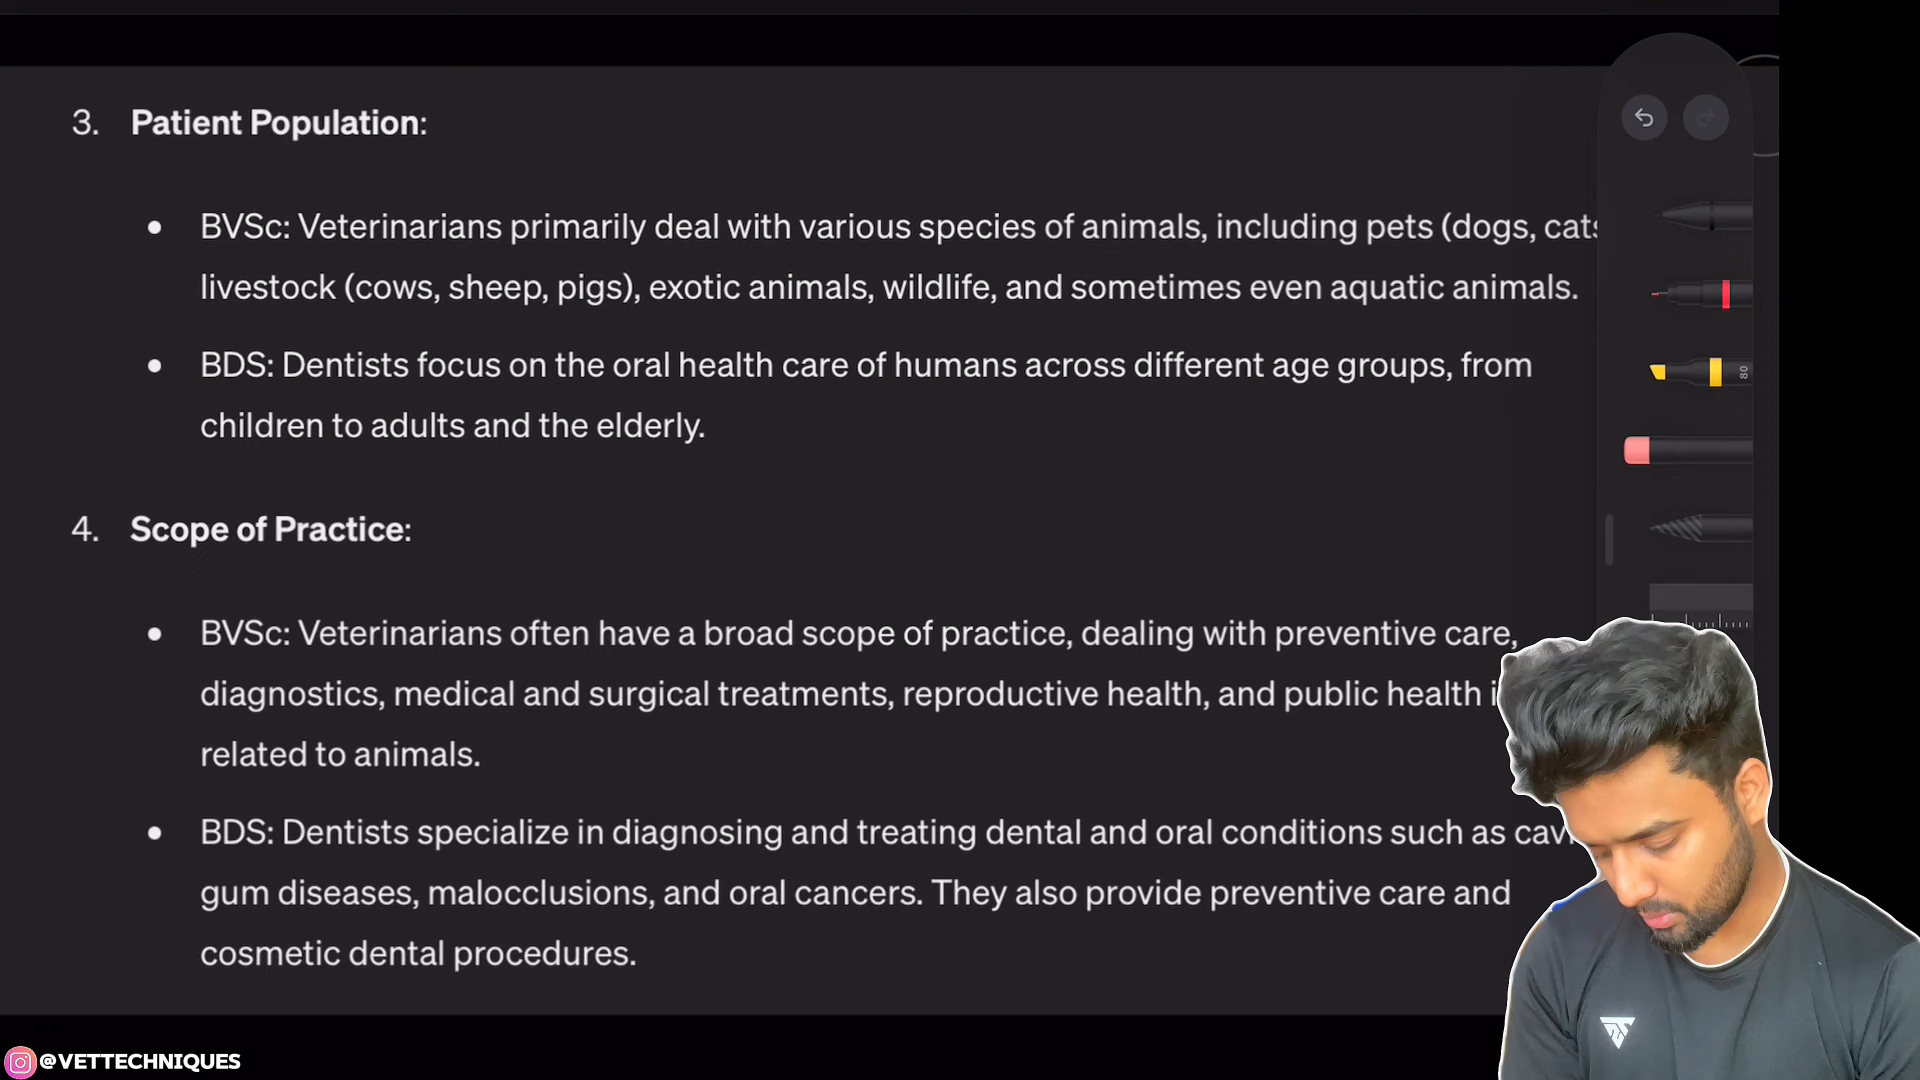 3. Patient Population:
• BVSc: Veterinarians primarily deal with various species of animals, including pets (dogs, cats
livestock (cows, sheep, pigs), exotic animals, wildlife, and sometimes even aquatic animals.
• BDS: Dentists focus on the oral health care of humans across different age groups, from
children to adults and the elderly.
4. Scope of Practice:
• BVSc: Veterinarians often have a broad scope of practice, dealing with preventive care,
diagnostics, medical and surgical treatments, reproductive health, and public health
related to animals.
• BDS: Dentists specialize in diagnosing and treating dental and oral conditions such as
gum diseases, malocclusions, and oral cancers. They also provide preventive care and
cosmetic dental procedures.
80
@VETTECHNIQUES